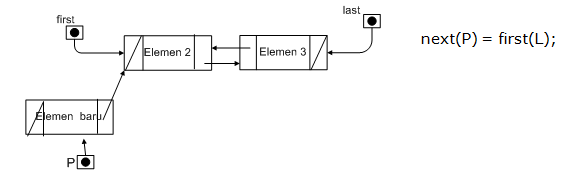 first
last
next(P) = first(L);
Elemen 2
Elemen 3
Elemen baru
P